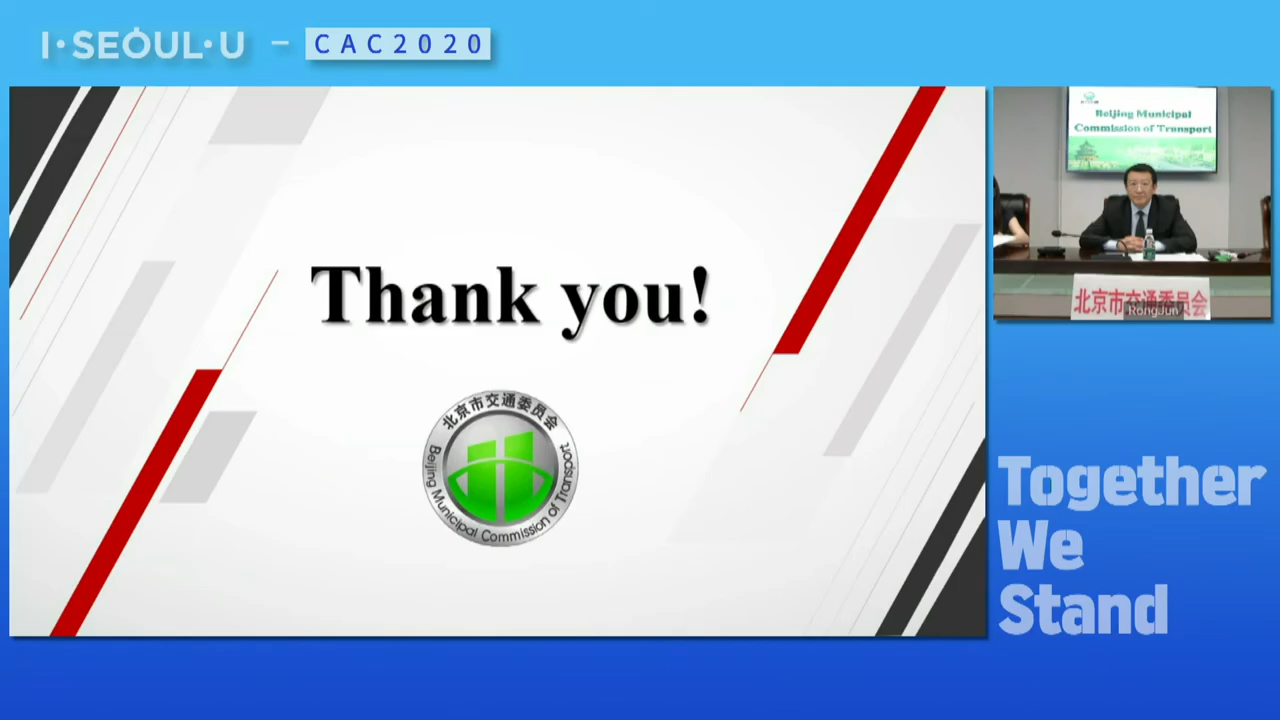 I·SEOUL·U – CAC2020
Thank you!
北京市交通委员会
Beijing Municipal Commission of Transport
Beijing Municipal
Commission of Transport
北京市交通委员会
RongJun
Together
We
Stand